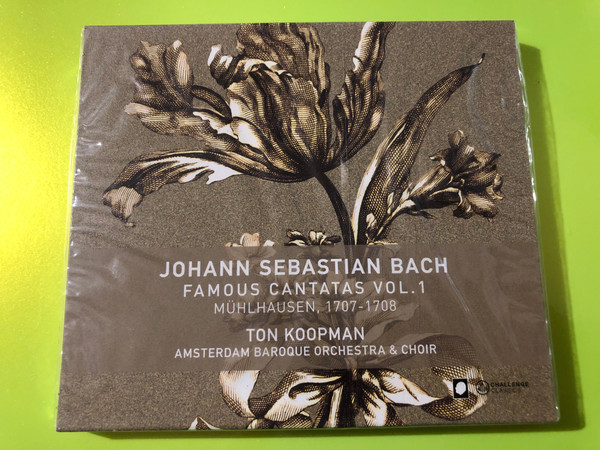 JOHANN SEBASTIAN BACH
FAMOUS CANTATAS VOL.1
MÜHLHAUSEN, 1707-1708
TON KOOPMAN
AMSTERDAM BAROQUE ORCHESTRA & CHOIR
CHALLENGE
CLASSICS